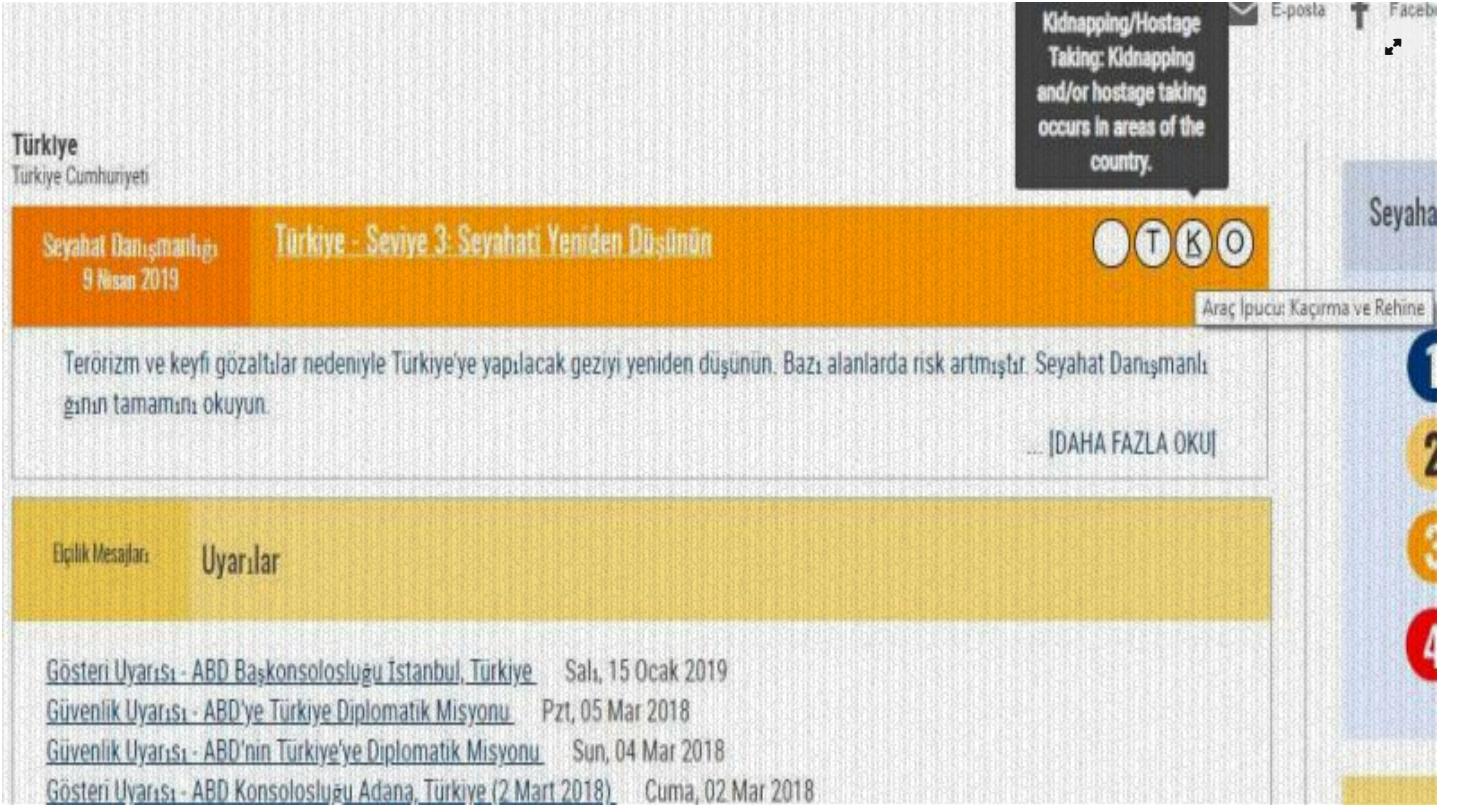 Kidnapping/Hostage
Taking: Kidnapping
and/or hostage taking
occurs in areas of the
country.
E-posta
Faceb
Türkiye
Türkiye Cumhuriyeti
Seyahat Danışmanlığı
9 Nisan 2019
Türkiye - Seviye 3: Seyahati Yeniden Düşünün
T K O
Seyaha
Araç İpucu: Kaçırma ve Rehine
Terörizm ve keyfi gözaltılar nedeniyle Türkiye'ye yapılacak geziyi yeniden düşünün. Bazı alanlarda risk artmıştır. Seyahat Danışmanlı
ğının tamamını okuyun.
... [DAHA FAZLA OKU]
1
2
3
4
Elçilik Mesajları
Uyarılar
Gösteri Uyarısı - ABD Başkonsolosluğu İstanbul, Türkiye Salı, 15 Ocak 2019
Güvenlik Uyarısı - ABD'ye Türkiye Diplomatik Misyonu Pzt, 05 Mar 2018
Güvenlik Uyarısı - ABD'nin Türkiye'ye Diplomatik Misyonu Sun, 04 Mar 2018
Gösteri Uyarısı - ABD Konsolosluğu Adana, Türkiye (2 Mart 2018) Cuma, 02 Mar 2018